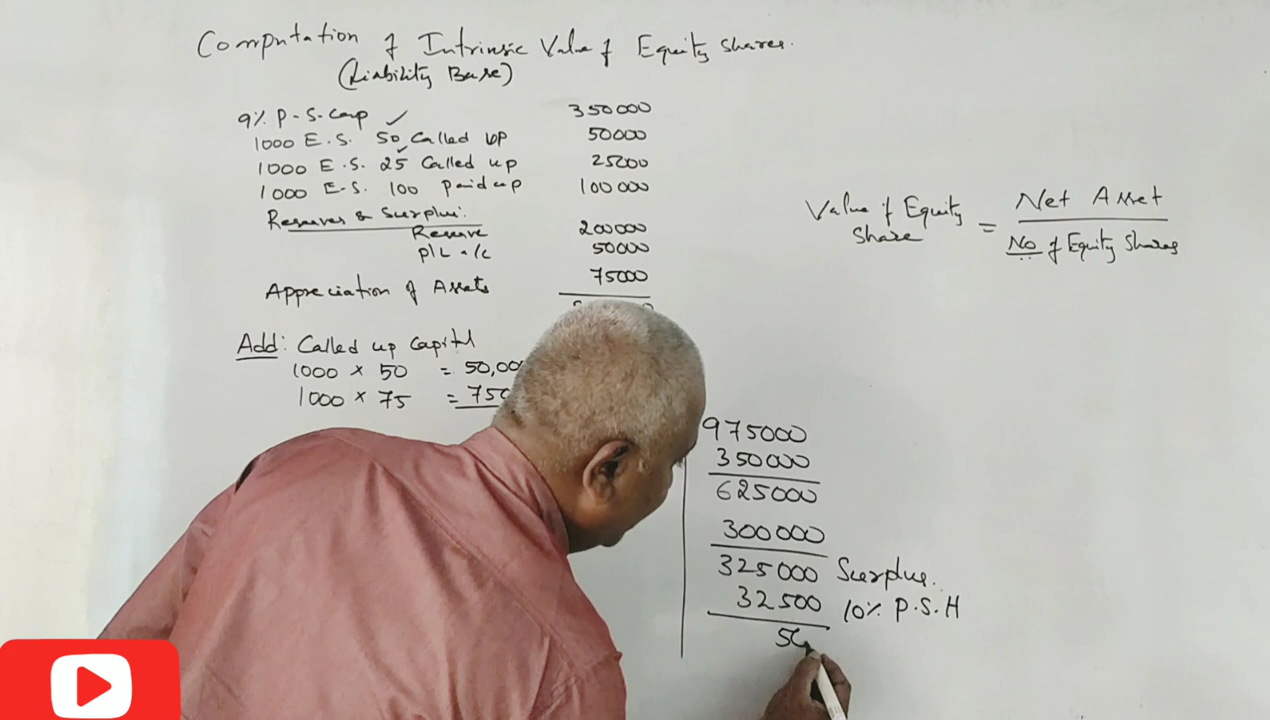 Computation of Intrinsic Value of Equity Shares.
(Liability Base)
9% P-S-Cap ✓ 350000
1000 E.S. 50 Called up 50000
1000 E.S. 25 Called up 25000
1000 E-S. 100 paid up 100000
Reserves & Surplus:
Reserve 200000
P/L a/c 50000
Appreciation of Assets 75000
Add: Called up Capital
1000 × 50 = 50,00
1000 × 75 = 750
Value of Equity Share = Net Asset
No of Equity Shares
975000
350000
625000
300000
325000 Surplus.
32500 10% P.S.H
50